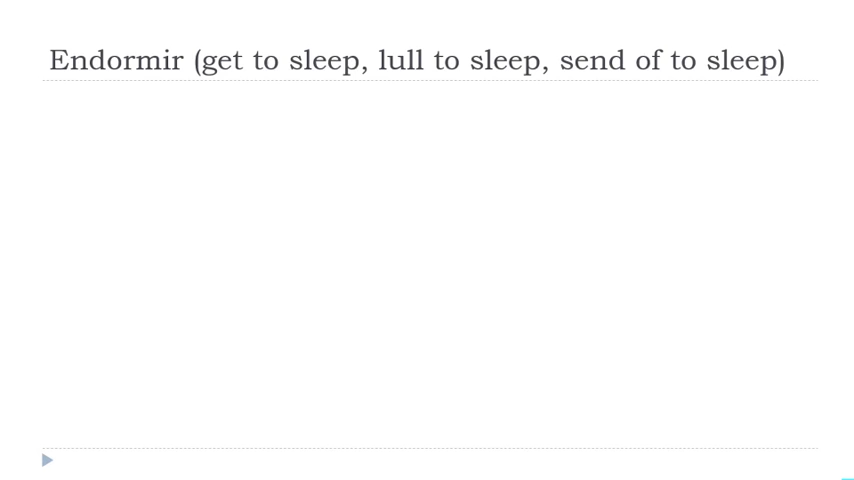 Endormir (get to sleep, lull to sleep, send of to sleep)